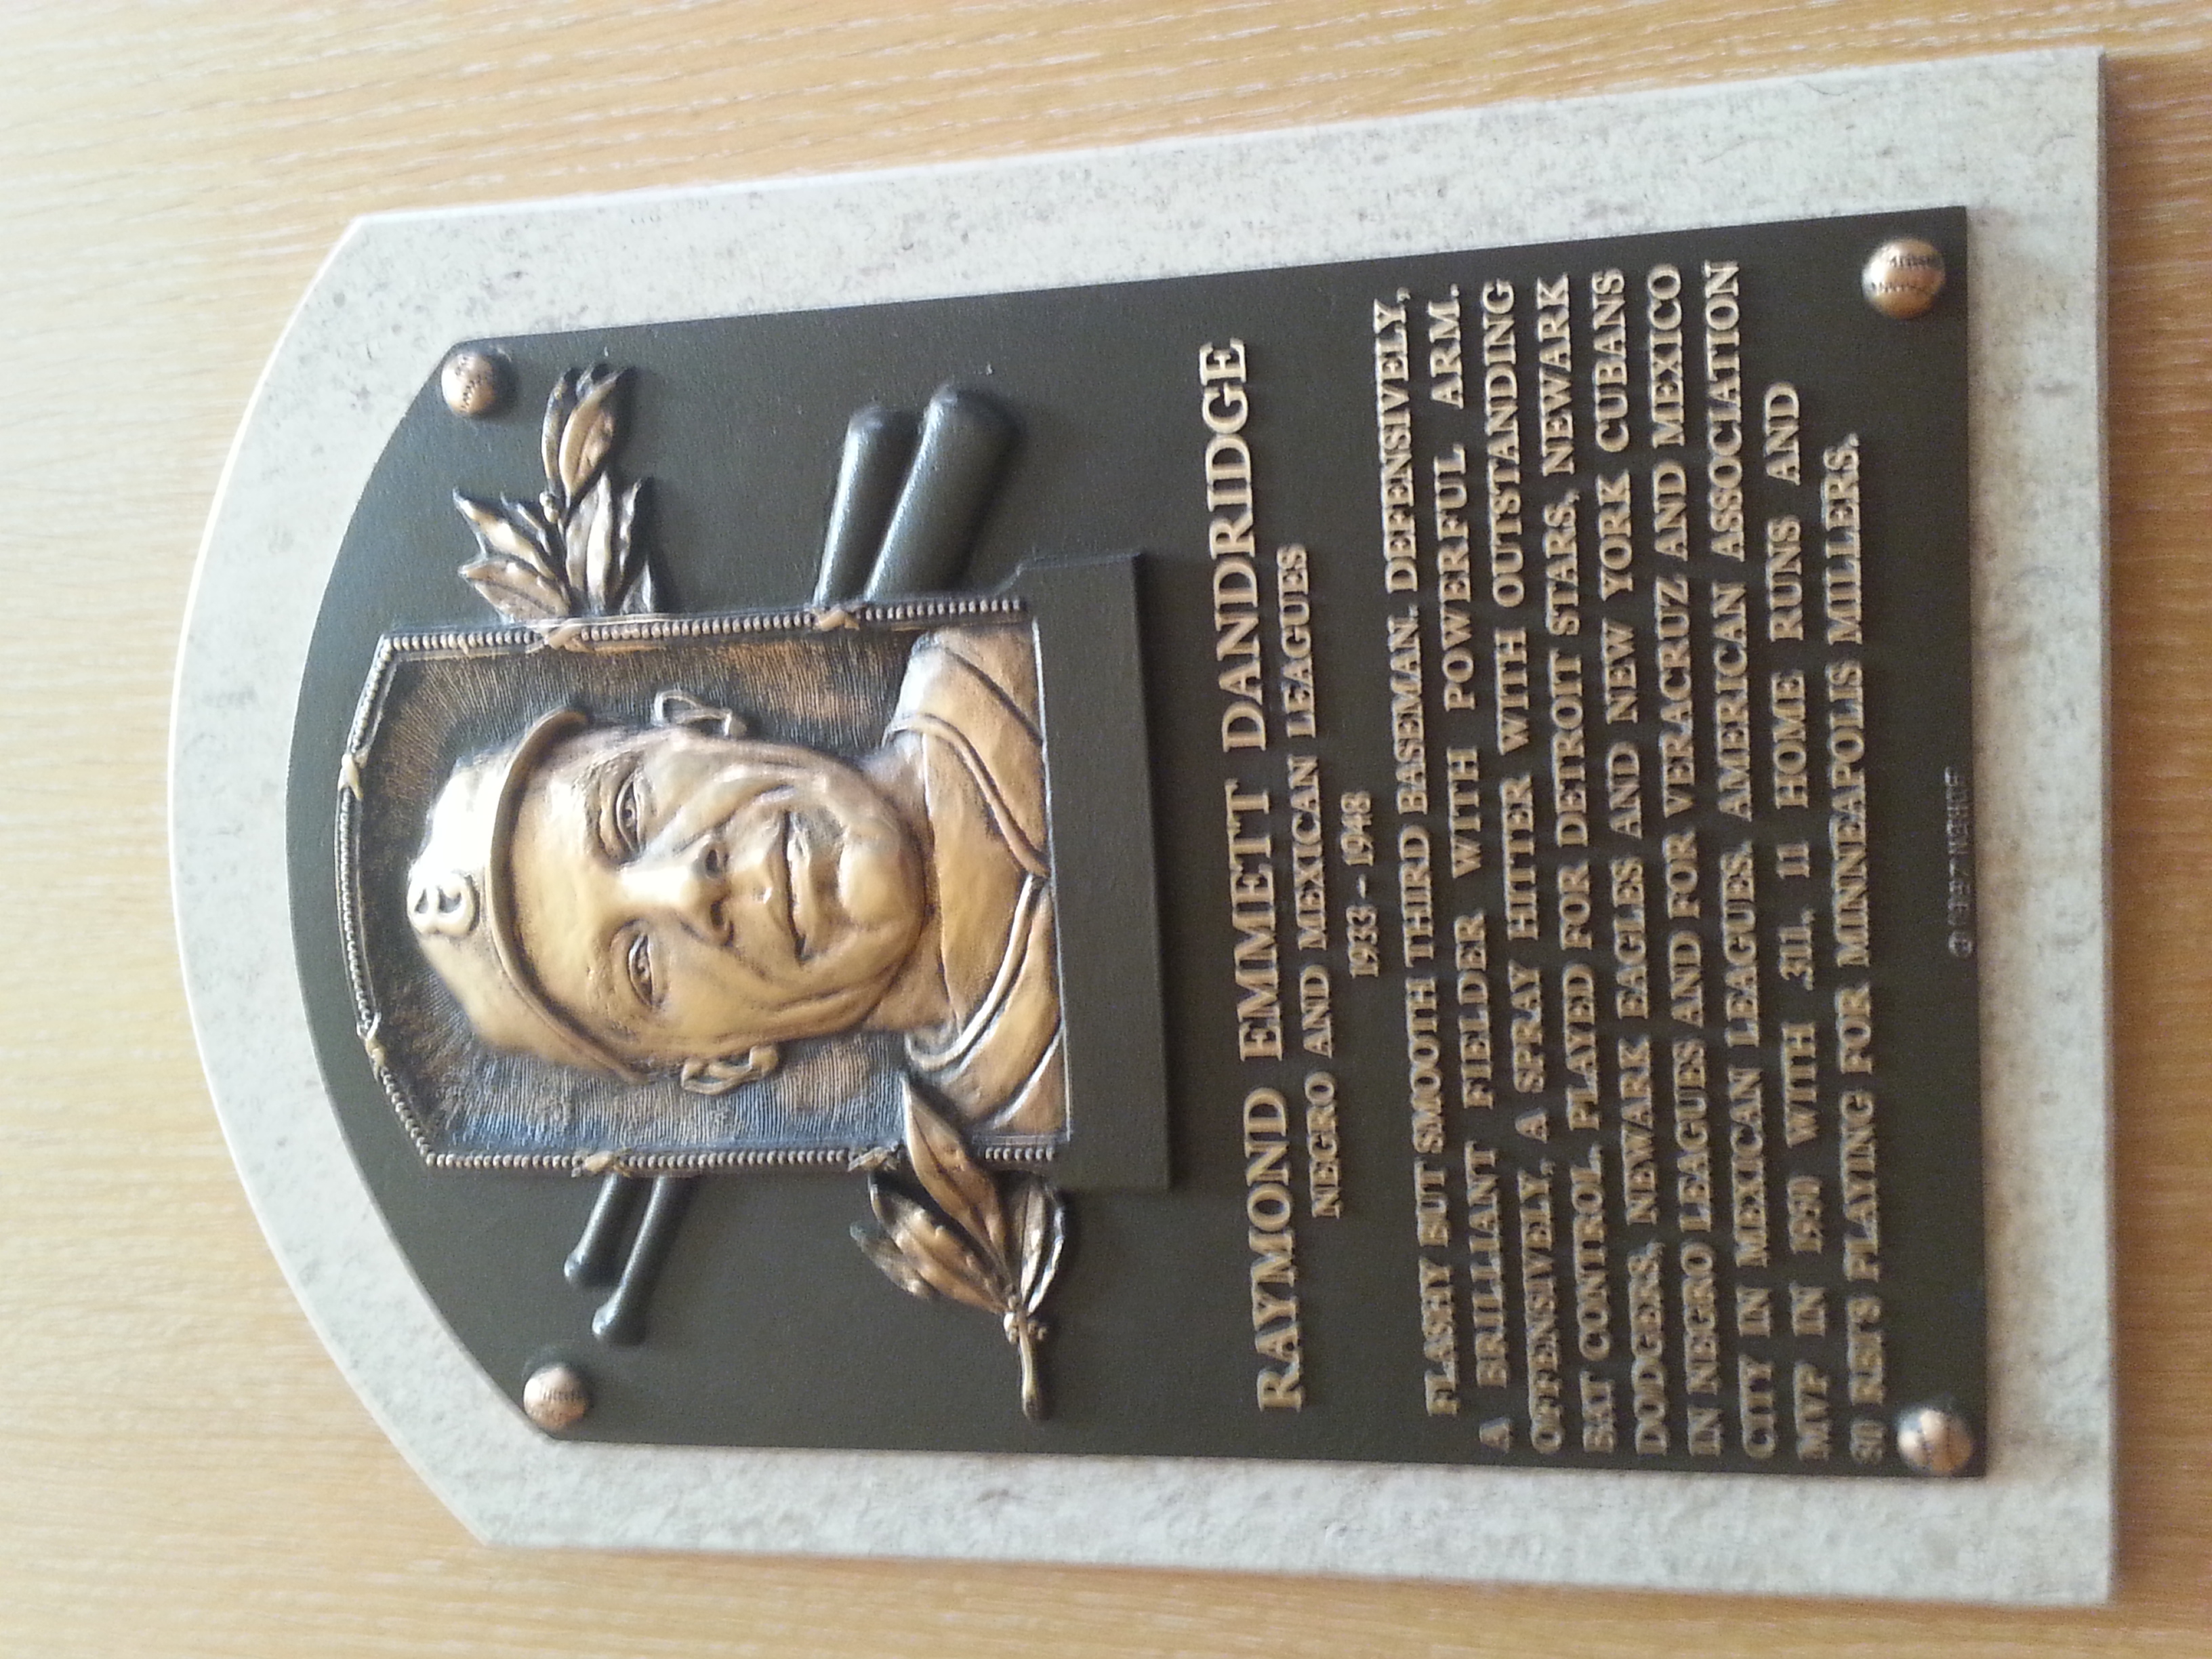 E
RAYMOND EMMETT DANDRIDGE
NEGRO AND MEXICAN LEAGUES
1933 – 1948
FLASHY BUT SMOOTH THIRD BASEMAN. DEFENSIVELY,
A BRILLIANT FIELDER WITH POWERFUL ARM.
OFFENSIVELY, A SPRAY HITTER WITH OUTSTANDING
BAT CONTROL. PLAYED FOR DETROIT STARS, NEWARK
DODGERS, NEWARK EAGLES AND NEW YORK CUBANS
IN NEGRO LEAGUES AND FOR VERACRUZ AND MEXICO
CITY IN MEXICAN LEAGUES. AMERICAN ASSOCIATION
MVP IN 1950 WITH .311, 11 HOME RUNS AND
80 RBI'S PLAYING FOR MINNEAPOLIS MILLERS.
© 1987 NBHOF